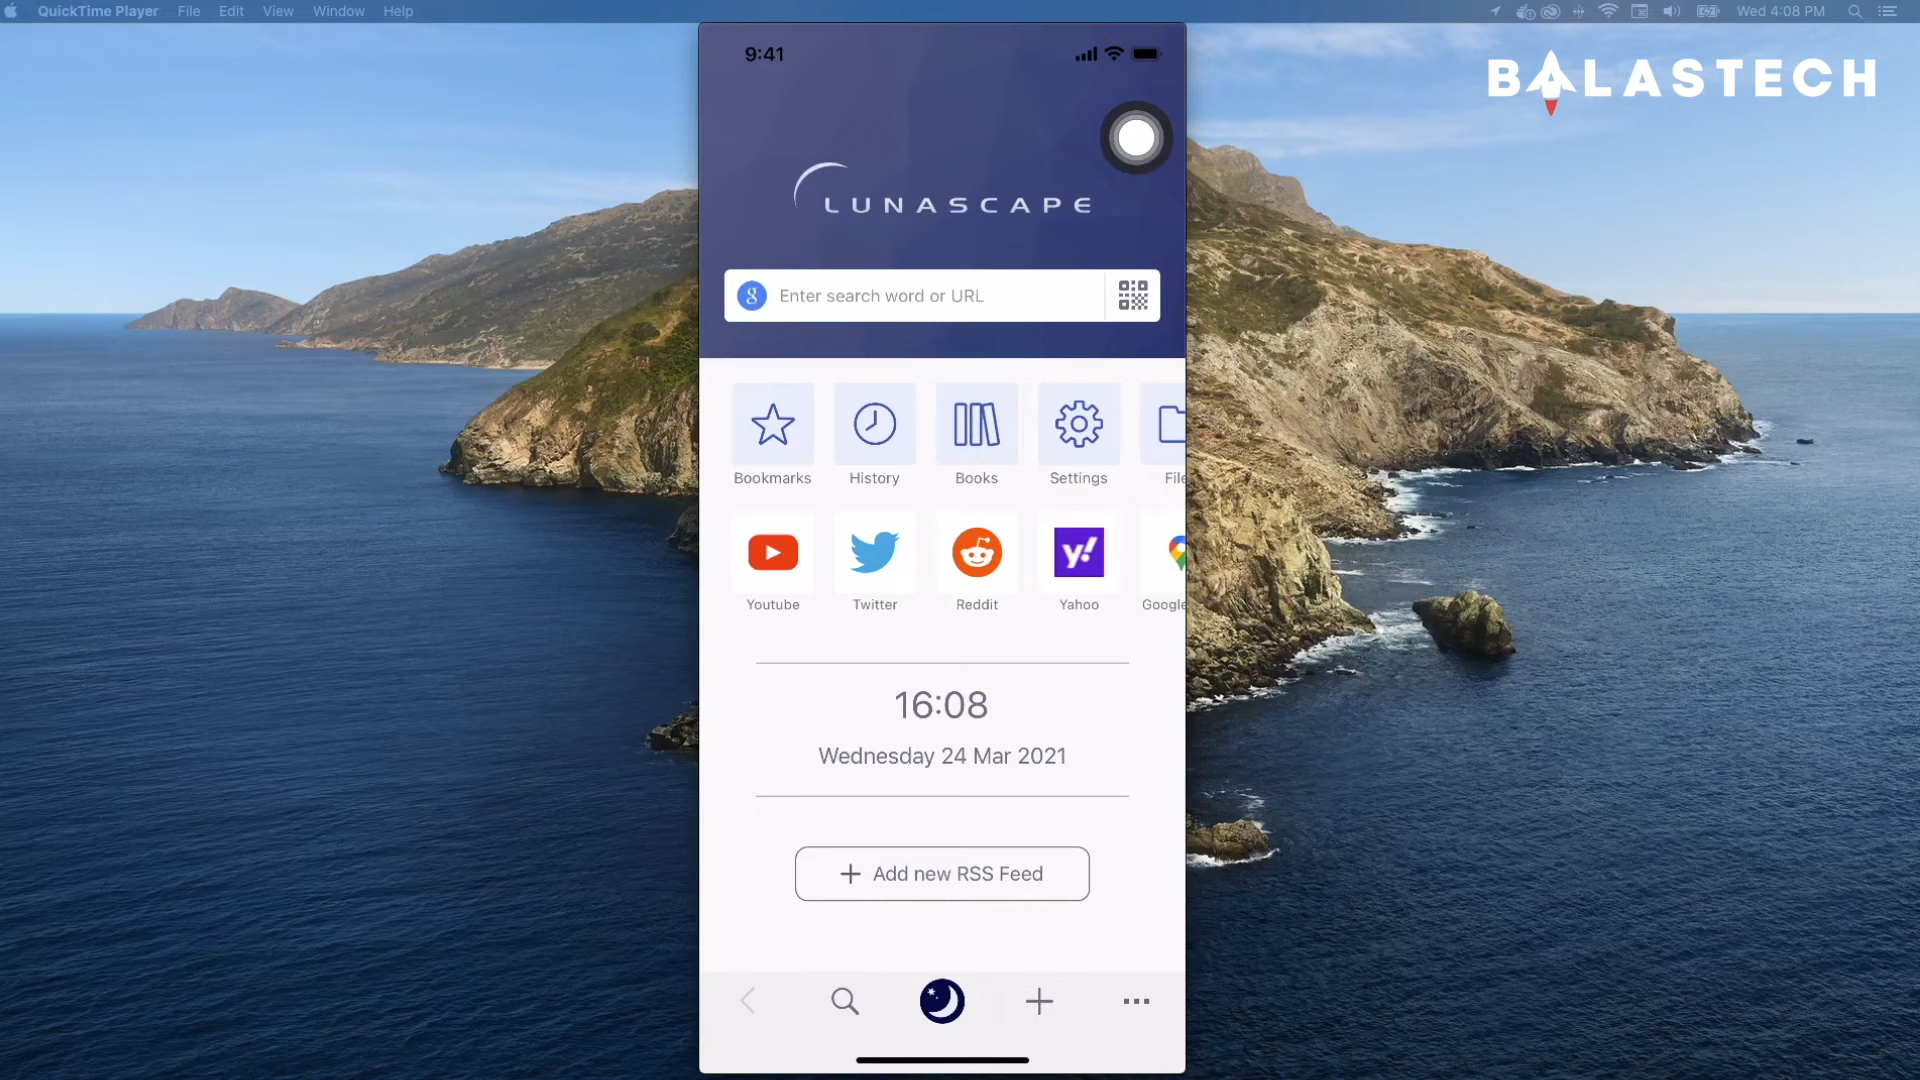 QuickTime Player File Edit View Window Help Wed 4:08 PM
BALASTECH
9:41
LUNASCAPE
g Enter search word or URL
Bookmarks History Books Settings File
Youtube Twitter Reddit Yahoo Google
y!
16:08
Wednesday 24 Mar 2021
+ Add new RSS Feed